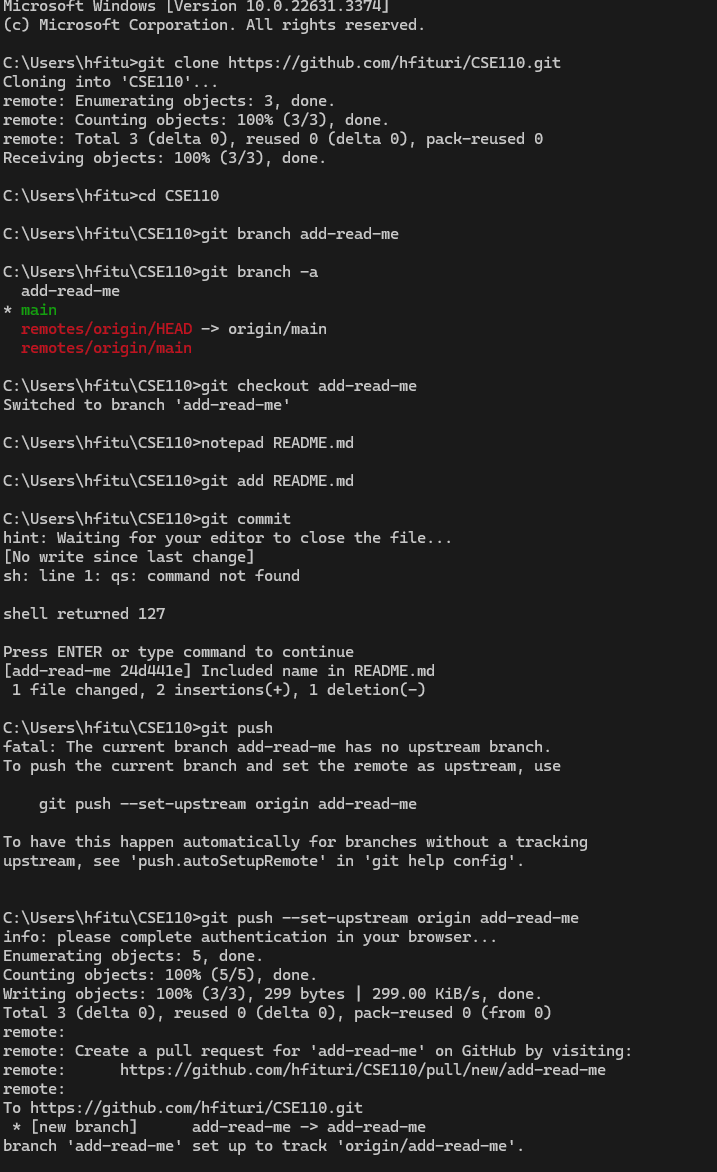 Microsoft Windows [Version 10.0.22631.3374]
(c) Microsoft Corporation. All rights reserved.
C:\Users\hfitu>git clone https://github.com/hfituri/CSE110.git
Cloning into 'CSE110'...
remote: Enumerating objects: 3, done.
remote: Counting objects: 100% (3/3), done.
remote: Total 3 (delta 0), reused 0 (delta 0), pack-reused 0
Receiving objects: 100% (3/3), done.
C:\Users\hfitu>cd CSE110
C:\Users\hfitu\CSE110>git branch add-read-me
C:\Users\hfitu\CSE110>git branch -a
  add-read-me
* main
  remotes/origin/HEAD -> origin/main
  remotes/origin/main
C:\Users\hfitu\CSE110>git checkout add-read-me
Switched to branch 'add-read-me'
C:\Users\hfitu\CSE110>notepad README.md
C:\Users\hfitu\CSE110>git add README.md
C:\Users\hfitu\CSE110>git commit
hint: Waiting for your editor to close the file...
[No write since last change]
sh: line 1: qs: command not found
shell returned 127
Press ENTER or type command to continue
[add-read-me 24d441e] Included name in README.md
 1 file changed, 2 insertions(+), 1 deletion(-)
C:\Users\hfitu\CSE110>git push
fatal: The current branch add-read-me has no upstream branch.
To push the current branch and set the remote as upstream, use
    git push --set-upstream origin add-read-me
To have this happen automatically for branches without a tracking
upstream, see 'push.autoSetupRemote' in 'git help config'.
C:\Users\hfitu\CSE110>git push --set-upstream origin add-read-me
info: please complete authentication in your browser...
Enumerating objects: 5, done.
Counting objects: 100% (5/5), done.
Writing objects: 100% (3/3), 299 bytes | 299.00 KiB/s, done.
Total 3 (delta 0), reused 0 (delta 0), pack-reused 0 (from 0)
remote:
remote: Create a pull request for 'add-read-me' on GitHub by visiting:
remote:      https://github.com/hfituri/CSE110/pull/new/add-read-me
remote:
To https://github.com/hfituri/CSE110.git
 * [new branch]      add-read-me -> add-read-me
branch 'add-read-me' set up to track 'origin/add-read-me'.